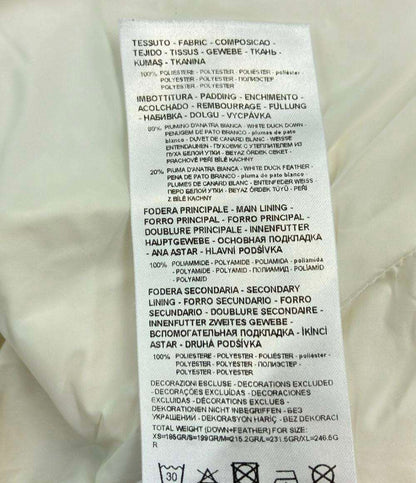 TESSUTO - FABRIC - COMPOSICAO -
TEJIDO - TISSUS - GEWEBE - ТКАНЬ -
KUMAŞ - TKANINA
100% POLIESTERE - POLYESTER - POLIÉSTER - poliéster
- POLYESTER - POLYESTER - ПОЛИЭСТЕР -
POLYESTER - POLYESTER
IMBOTTITURA - PADDING - ENCHIMENTO -
ACOLCHADO - REMBOURRAGE - FÜLLUNG
- НАБИВКА - DOLGU - VYCPÁVKA
80% PIUMINO D'ANATRA BIANCA - WHITE DUCK DOWN -
PENUGEM DE PATO BRANCO - plumas de pato
blanco - DUVET DE CANARD BLANC - WEISSE
ENTENDAUNEN - ПУХОВИК С УТЕПЛИТЕЛЕМ ИЗ
ПУХА БЕЛОЙ УТКИ - BEYAZ ÖRDEK CEKET -
PRACHOVÉ PEŘÍ BÍLÉ KACHNY
20% PIUMA D'ANATRA BIANCA - WHITE DUCK FEATHER -
PENA DE PATO BRANCO - plumas de pato blanco -
PLUMES DE CANARD BLANC - ENTENFEDER WEISS
ПЕРО БЕЛОЙ УТКИ - BEYAZ ÖRDEK TÜYÜ - PEŘÍ
Z BÍLÉ KACHNY
FODERA PRINCIPALE - MAIN LINING -
FORRO PRINCIPAL - FORRO PRINCIPAL -
DOUBLURE PRINCIPALE - INNENFUTTER
HAUPTGEWEBE - ОСНОВНАЯ ПОДКЛАДКА
- ANA ASTAR - HLAVNÍ PODŠÍVKA
100% POLIAMMIDE - POLYAMIDE - POLIAMIDA - poliamida
- POLYAMIDE - POLYAMID - ПОЛИАМИД - POLYAMID
- POLYAMID
FODERA SECONDARIA - SECONDARY
LINING - FORRO SECUNDARIO - FORRO
SECUNDARIO - DOUBLURE SECONDAIRE -
INNENFUTTER ZWEITES GEWEBE -
ВСПОМОГАТЕЛЬНАЯ ПОДКЛАДКА - İKİNCİ
ASTAR - DRUHÁ PODŠÍVKA
100% POLIESTERE - POLYESTER - POLIÉSTER - poliéster
- POLYESTER - POLYESTER - ПОЛИЭСТЕР -
POLYESTER - POLYESTER
DECORAZIONI ESCLUSE - DECORATIONS EXCLUDED
- DECORAÇÕES EXCLUÍDAS - DECORACIONES
EXCLUIDAS - DÉCORATIONS EXCLUES -
DEKORATIONEN NICHT INBEGRIFFEN - БЕЗ
УКРАШЕНИЙ - DEKORASYON HARİÇ - BEZ DEKORACÍ
TOTAL WEIGHT (DOWN+FEATHER) FOR SIZE:
XS=185GR/S=199GR/M=215.2GR/L=231.5GR/XL=246.5G
R
30